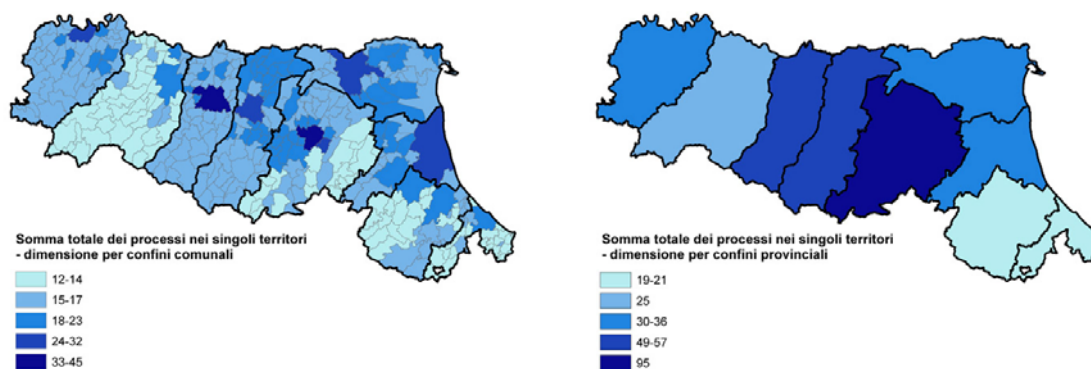 Somma totale dei processi nei singoli territori
- dimensione per confini comunali
12-14
15-17
18-23
24-32
33-45
Somma totale dei processi nei singoli territori
- dimensione per confini provinciali
19-21
25
30-36
49-57
95